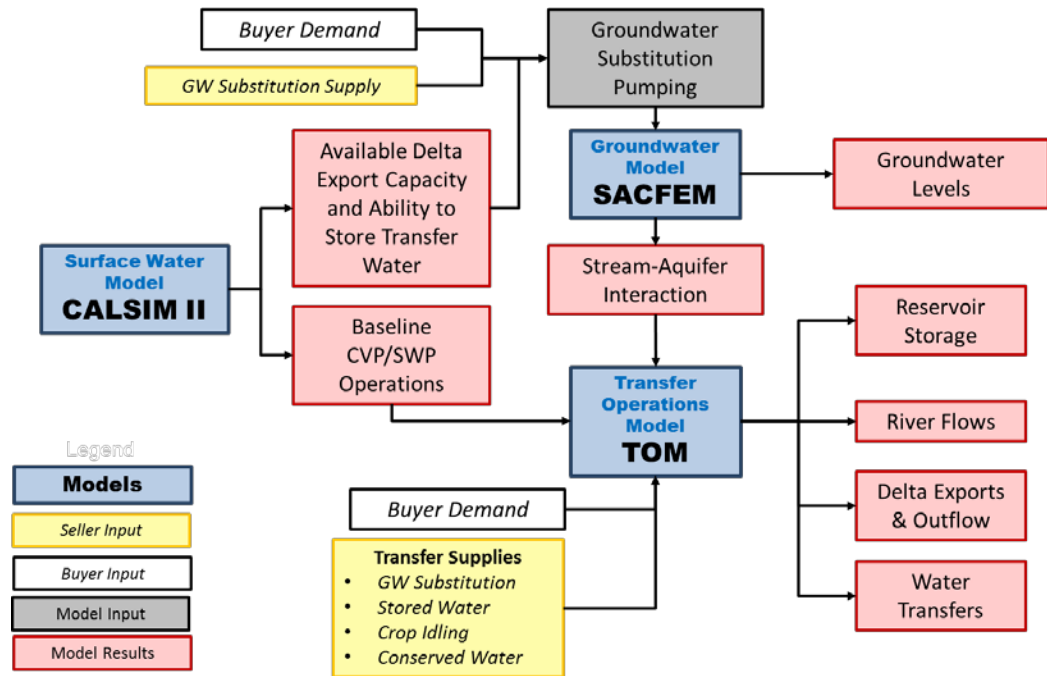 Buyer Demand
GW Substitution Supply
Groundwater
Substitution
Pumping
Available Delta
Export Capacity
and Ability to
Store Transfer
Water
Groundwater
Model
SACFEM
Groundwater
Levels
Surface Water
Model
CALSIM II
Stream-Aquifer
Interaction
Baseline
CVP/SWP
Operations
Transfer
Operations
Model
TOM
Reservoir
Storage
River Flows
Delta Exports
& Outflow
Water
Transfers
Buyer Demand
Transfer Supplies
• GW Substitution
• Stored Water
• Crop Idling
• Conserved Water
Legend
Models
Seller Input
Buyer Input
Model Input
Model Results